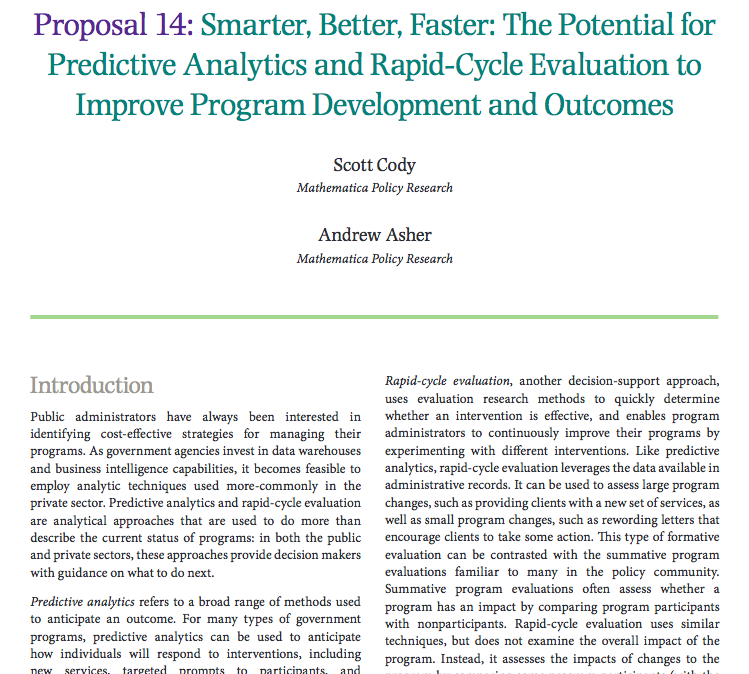 Proposal 14: Smarter, Better, Faster: The Potential for
Predictive Analytics and Rapid-Cycle Evaluation to
Improve Program Development and Outcomes
Scott Cody
Mathematica Policy Research
Andrew Asher
Mathematica Policy Research
Introduction
Public administrators have always been interested in
identifying cost-effective strategies for managing their
programs. As government agencies invest in data warehouses
and business intelligence capabilities, it becomes feasible to
employ analytic techniques used more-commonly in the
private sector. Predictive analytics and rapid-cycle evaluation
are analytical approaches that are used to do more than
describe the current status of programs: in both the public
and private sectors, these approaches provide decision makers
with guidance on what to do next.
Predictive analytics refers to a broad range of methods used
to anticipate an outcome. For many types of government
programs, predictive analytics can be used to anticipate
how individuals will respond to interventions, including
new services, targeted prompts to participants, and
Rapid-cycle evaluation, another decision-support approach,
uses evaluation research methods to quickly determine
whether an intervention is effective, and enables program
administrators to continuously improve their programs by
experimenting with different interventions. Like predictive
analytics, rapid-cycle evaluation leverages the data available in
administrative records. It can be used to assess large program
changes, such as providing clients with a new set of services, as
well as small program changes, such as rewording letters that
encourage clients to take some action. This type of formative
evaluation can be contrasted with the summative program
evaluations familiar to many in the policy community.
Summative program evaluations often assess whether a
program has an impact by comparing program participants
with nonparticipants. Rapid-cycle evaluation uses similar
techniques, but does not examine the overall impact of the
program. Instead, it assesses the impacts of changes to the